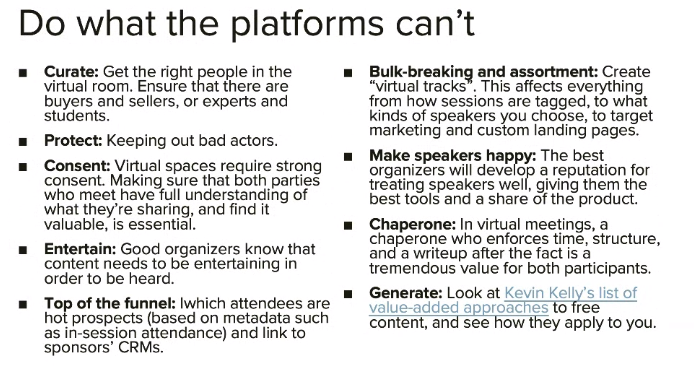 Do what the platforms can't
■ Curate: Get the right people in the
virtual room. Ensure that there are
buyers and sellers, or experts and
students.
■ Protect: Keeping out bad actors.
■ Consent: Virtual spaces require strong
consent. Making sure that both parties
who meet have full understanding of
what they're sharing, and find it
valuable, is essential.
■ Entertain: Good organizers know that
content needs to be entertaining in
order to be heard.
■ Top of the funnel: Iwhich attendees are
hot prospects (based on metadata such
as in-session attendance) and link to
sponsors' CRMs.
■ Bulk-breaking and assortment: Create
“virtual tracks”. This affects everything
from how sessions are tagged, to what
kinds of speakers you choose, to target
marketing and custom landing pages.
■ Make speakers happy: The best
organizers will develop a reputation for
treating speakers well, giving them the
best tools and a share of the product.
■ Chaperone: In virtual meetings, a
chaperone who enforces time, structure,
and a writeup after the fact is a
tremendous value for both participants.
■ Generate: Look at Kevin Kelly's list of
value-added approaches to free
content, and see how they apply to you.